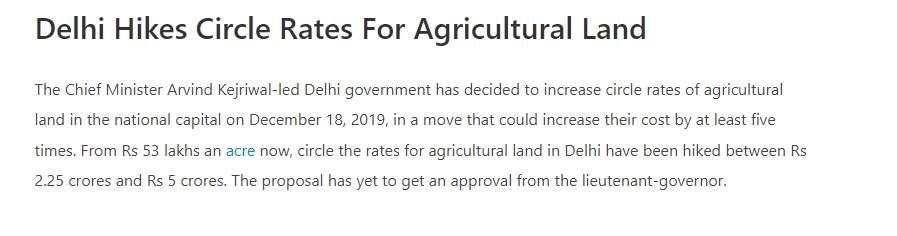 Delhi Hikes Circle Rates For Agricultural Land
The Chief Minister Arvind Kejriwal-led Delhi government has decided to increase circle rates of agricultural
land in the national capital on December 18, 2019, in a move that could increase their cost by at least five
times. From Rs 53 lakhs an acre now, circle the rates for agricultural land in Delhi have been hiked between Rs
2.25 crores and Rs 5 crores. The proposal has yet to get an approval from the lieutenant-governor.